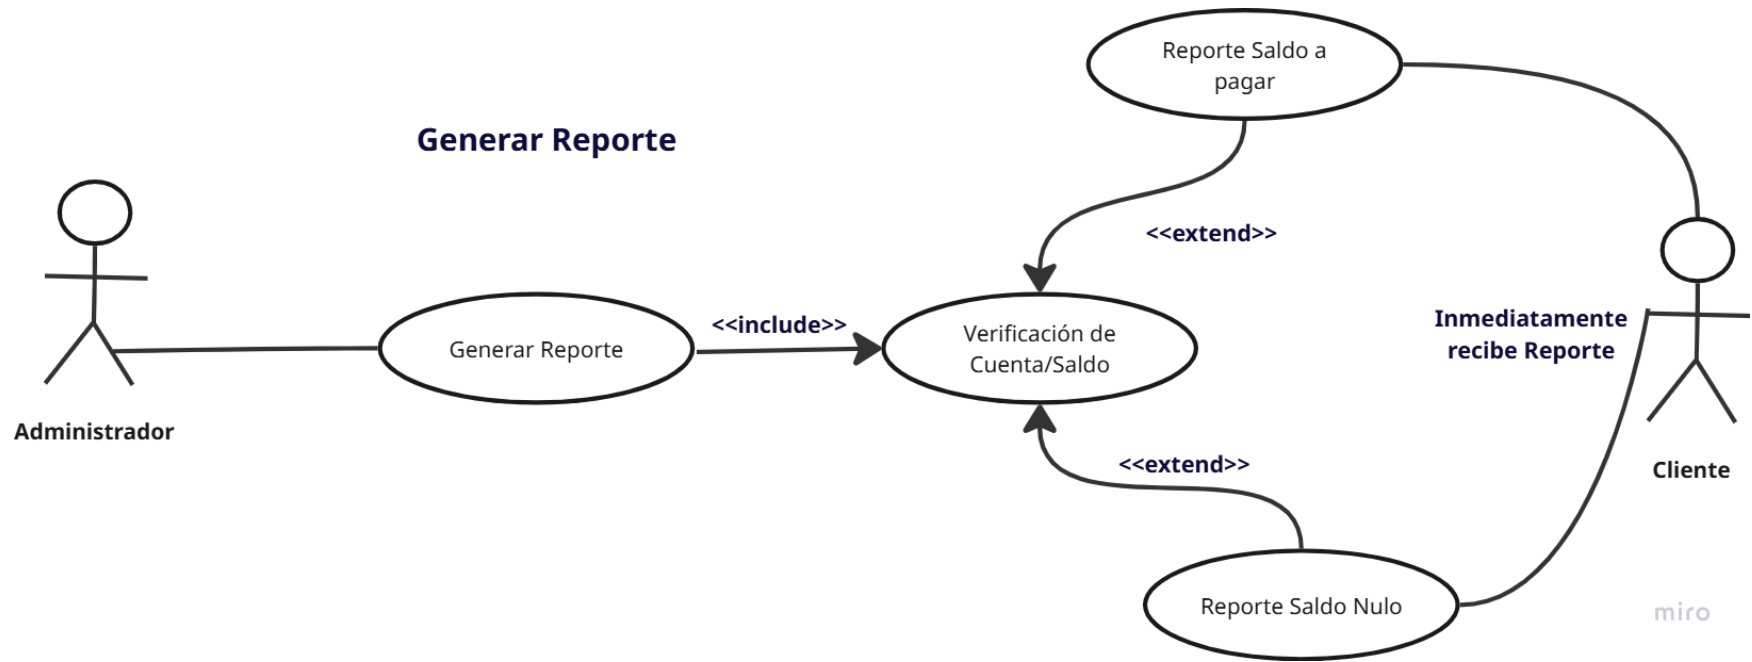 Reporte Saldo a
pagar
Generar Reporte
<<extend>>
<<include>>
Generar Reporte
Verificación de
Cuenta/Saldo
Inmediatamente
recibe Reporte
Administrador
<<extend>>
Cliente
Reporte Saldo Nulo
miro